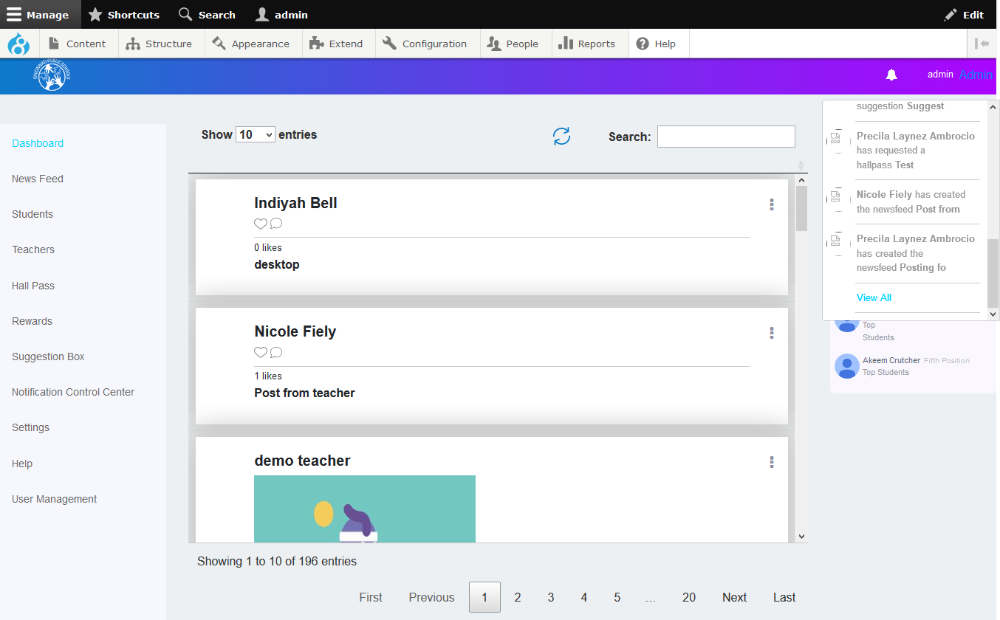 Manage Shortcuts Search admin Edit
Content Structure Appearance Extend Configuration People Reports Help
CINCINNATI PUBLIC SCHOOLS
admin Admin
Dashboard
News Feed
Students
Teachers
Hall Pass
Rewards
Suggestion Box
Notification Control Center
Settings
Help
User Management
Show 10 entries
Search:
Indiyah Bell
0 likes
desktop
Nicole Fiely
1 likes
Post from teacher
demo teacher
Showing 1 to 10 of 196 entries
First Previous 1 2 3 4 5 … 20 Next Last
suggestion Suggest
Precila Laynez Ambrocio
has requested a
hallpass Test
Nicole Fiely has created
the newsfeed Post from
Precila Laynez Ambrocio
has created the
newsfeed Posting fo
View All
Top
Students
Akeem Crutcher Fifth Position
Top Students